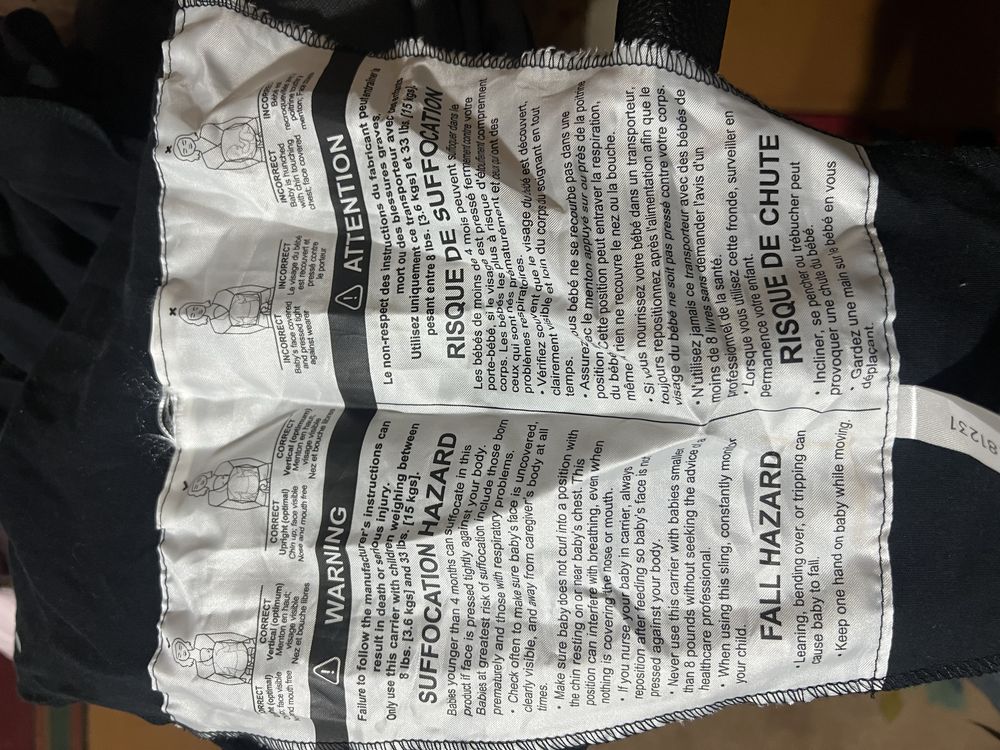 CORRECT
Vertical (optimum)
Menton en haut;
visage visible
Nez et bouche libres
CORRECT
Upright (optimal)
Chin up, face visible
Nose and mouth free
CORRECT
Vertical (optimum)
Menton en haut
visage visible
Nez et bouche libres
INCORRECT
Baby's face covered
and pressed tight
against wearer
INCORRECT
le visage du bébé
est recouvert et
pressé contre
le porteur
INCORRECT
Baby is hunched
with chin touching
chest, face covered
WARNING
Failure to follow the manufacturer's instructions can
result in death or serious injury.
Only use this carrier with children weighing between
8 lbs. [3.6 kgs] and 33 lbs. [15 kgs].
SUFFOCATION HAZARD
Babies younger than 4 months can suffocate in this
product if face is pressed tightly against your body.
Babies at greatest risk of suffocation include those born
prematurely and those with respiratory problems.
• Check often to make sure baby's face is uncovered,
clearly visible, and away from caregiver's body at all
times.
• Make sure baby does not curl into a position with
the chin resting on or near baby's chest. This
position can interfere with breathing, even when
nothing is covering the nose or mouth.
• If you nurse your baby in carrier, always
reposition after feeding so baby's face is not
pressed against your body.
• Never use this carrier with babies smaller
than 8 pounds without seeking the advice of a
healthcare professional.
• When using this sling, constantly monitor
your child.
FALL HAZARD
• Leaning, bending over, or tripping can
cause baby to fall.
• Keep one hand on baby while moving.
ATTENTION
Le non-respect des instructions du fabricant peut entraîner la
mort ou des blessures graves.
Utilisez uniquement ce transporteur avec des enfants
pesant entre 8 lbs. [3.6 kgs] et 33 lbs. [15 kgs].
RISQUE DE SUFFOCATION
Les bébés de moins de 4 mois peuvent suffoquer dans le
porte-bébé, si le visage est pressé fermement contre votre
corps. Les bébés les plus à risque d'étouffement comprennent
ceux qui sont nés prématurément et ceux qui ont des
problèmes respiratoires.
• Vérifiez souvent que le visage du bébé est découvert,
clairement visible et loin du corps du soignant en tout
temps.
bébé ne se recourbe pas dans une
position avec le menton appuyé sur ou près de la poitrine
du bébé. Cette position peut entraver la respiration,
même si rien ne recouvre le nez ou la bouche.
• Si vous nourrissez votre bébé dans un transporteur,
toujours repositionnez après l'alimentation afin que le
visage du bébé ne soit pas pressé contre votre corps.
• N'utilisez jamais ce transporteur avec des bébés de
moins de 8 livres sans demander l'avis d'un
professionnel de la santé.
• Lorsque vous utilisez cette fronde, surveiller en
permanence votre enfant.
RISQUE DE CHUTE
• Incliner, se pencher ou trébucher peut
provoquer une chute du bébé.
• Gardez une main sur le bébé en vous
déplaçant.
B1231